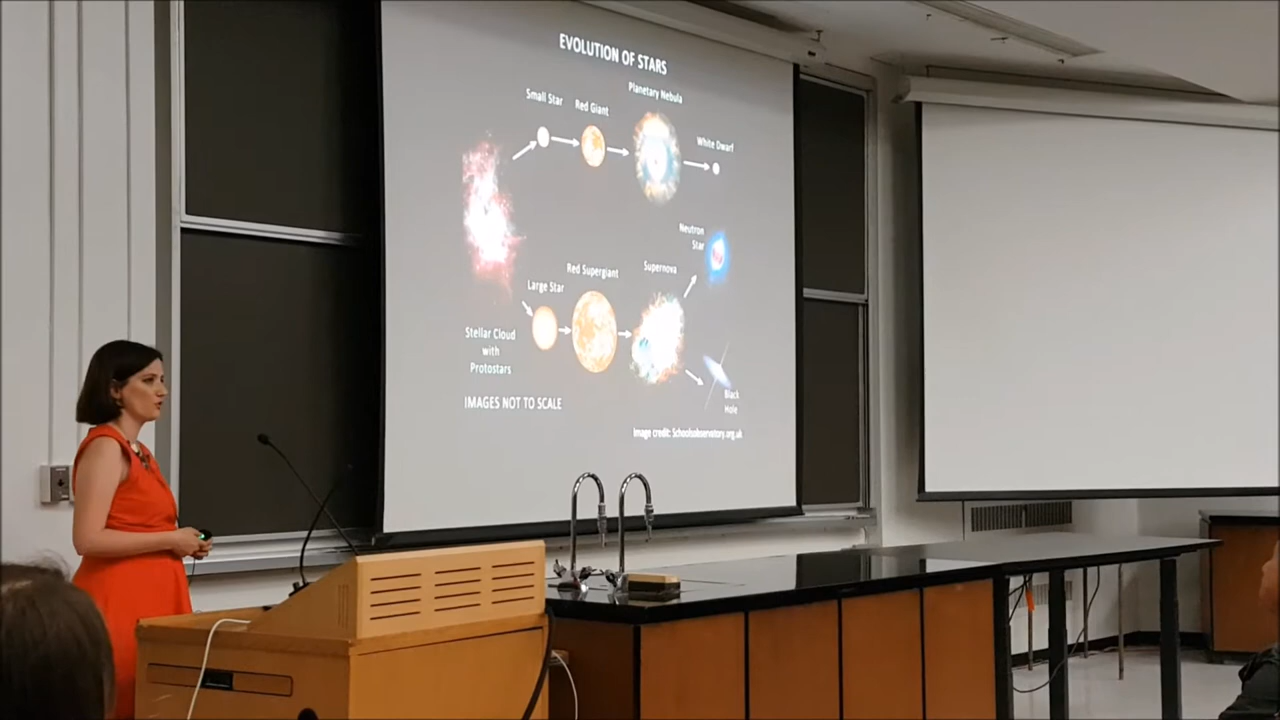 EVOLUTION OF STARS
Planetary Nebula
Small Star
Red Giant
White Dwarf
Neutron
Star
Supernova
Red Supergiant
Large Star
Stellar Cloud
with
Protostars
Black
Hole
IMAGES NOT TO SCALE
Image credit: Schoolsobservatory.org.uk